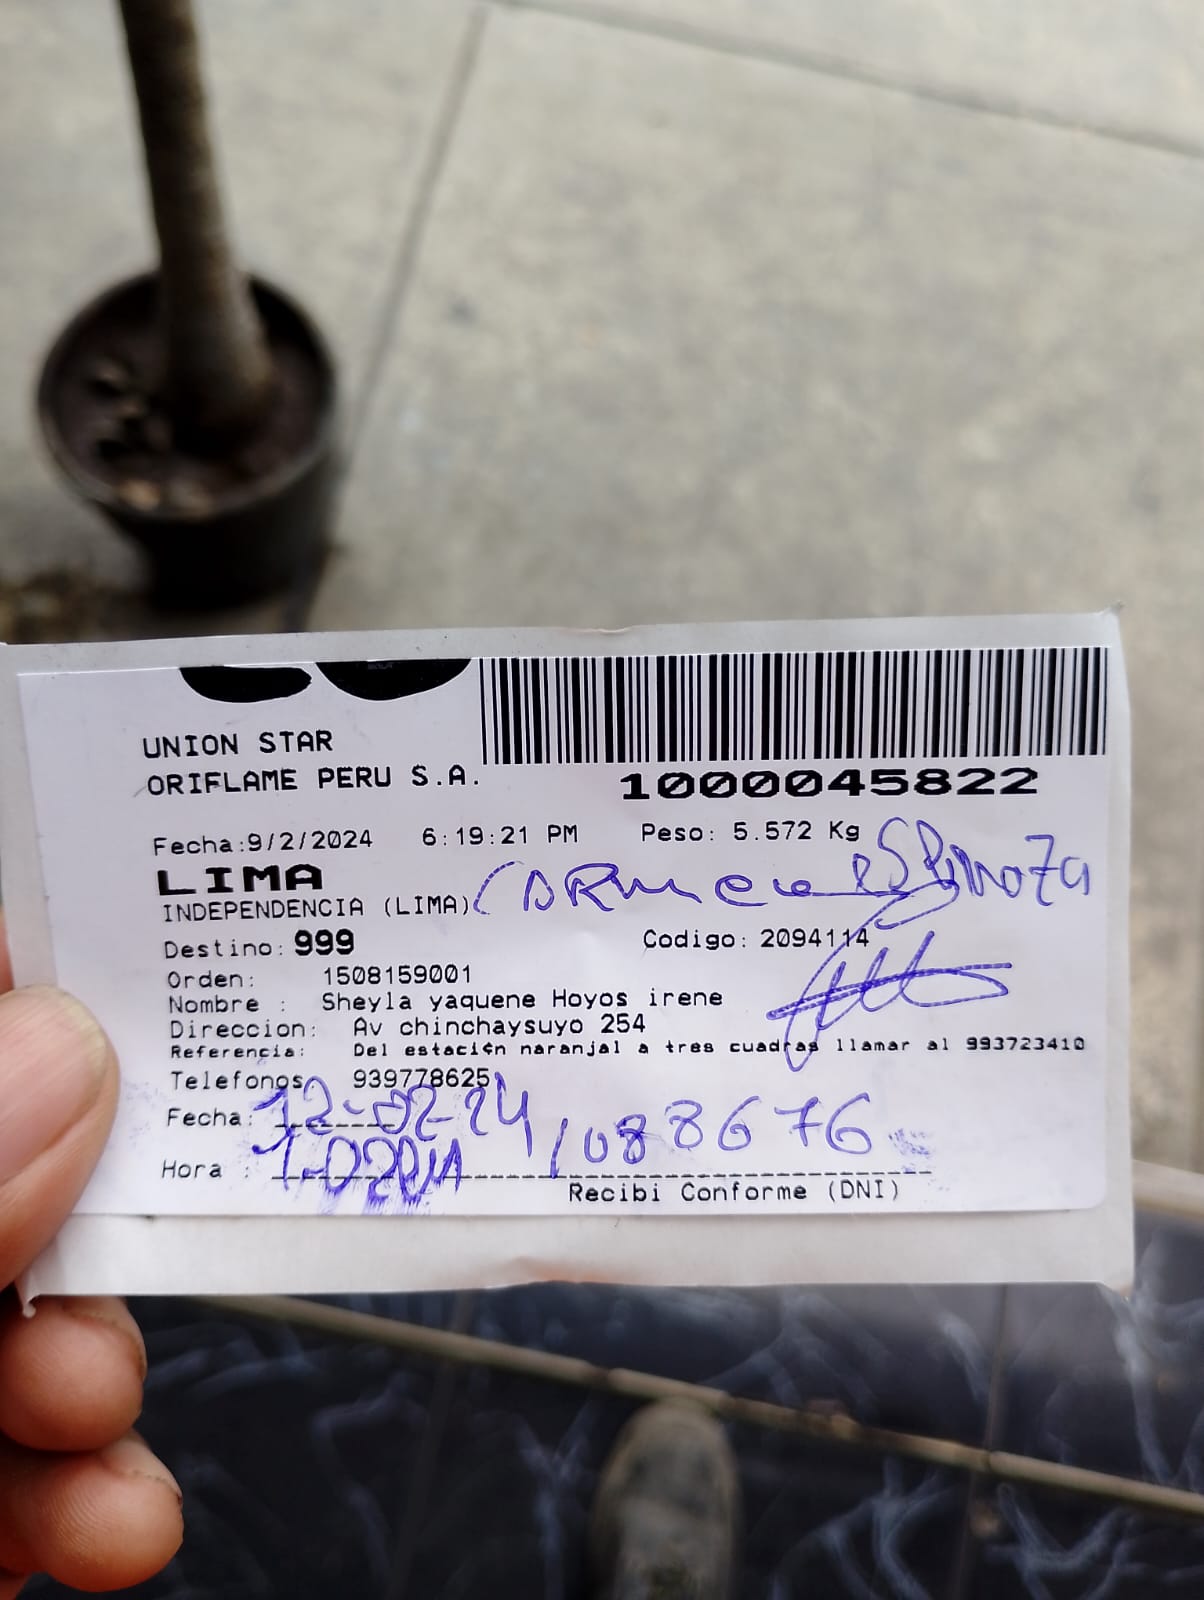 UNION STAR
ORIFLAME PERU S.A.
1000045822
Fecha:9/2/2024 6:19:21 PM Peso: 5.572 Kg
LIMA
INDEPENDENCIA (LIMA)
ESPINOZA
Destino: 999 Codigo: 2094114
Orden: 1508159001
Nombre : Sheyla yaquene Hoyos irene
Direccion: Av chinchaysuyo 254
Referencia: Del estaci¢n naranjal a tres cuadras llamar al 993723410
Telefonos: 939778625
Fecha: 12-02-24
Hora :
Recibi Conforme (DNI)